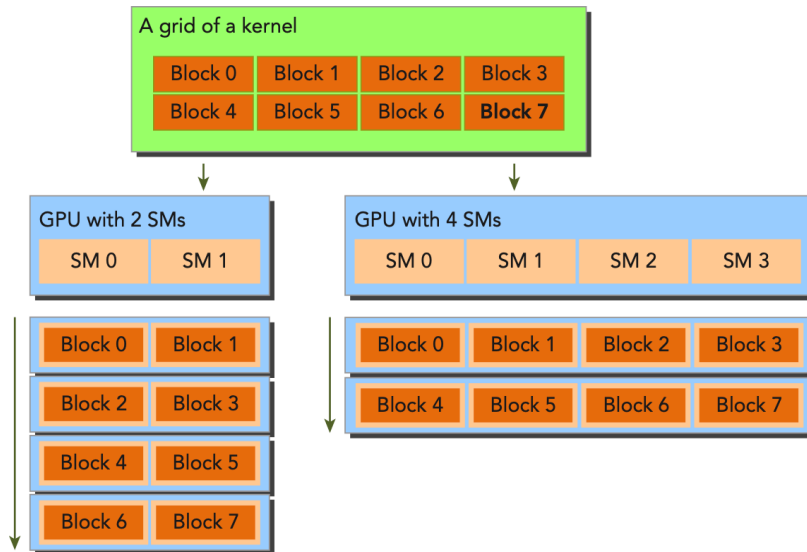 A grid of a kernel
Block 0 Block 1 Block 2 Block 3
Block 4 Block 5 Block 6 Block 7
GPU with 2 SMs
SM 0 SM 1
Block 0 Block 1
Block 2 Block 3
Block 4 Block 5
Block 6 Block 7
GPU with 4 SMs
SM 0 SM 1 SM 2 SM 3
Block 0 Block 1 Block 2 Block 3
Block 4 Block 5 Block 6 Block 7